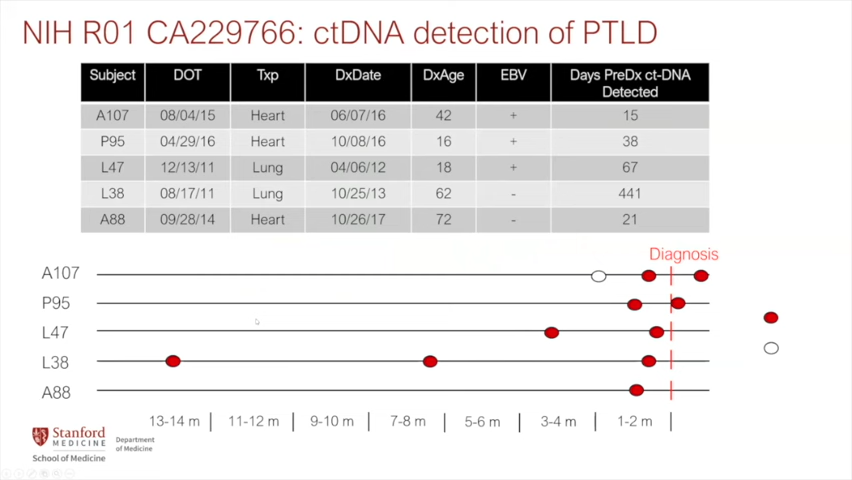 NIH R01 CA229766: ctDNA detection of PTLD
Subject DOT Txp DxDate DxAge EBV Days PreDx ct-DNA Detected
A107 08/04/15 Heart 06/07/16 42 + 15
P95 04/29/16 Heart 10/08/16 16 + 38
L47 12/13/11 Lung 04/06/12 18 + 67
L38 08/17/11 Lung 10/25/13 62 - 441
A88 09/28/14 Heart 10/26/17 72 - 21
Diagnosis
A107
P95
L47
L38
A88
13-14 m | 11-12 m | 9-10 m | 7-8 m | 5-6 m | 3-4 m | 1-2 m |
Stanford
MEDICINE
School of Medicine
Department
of Medicine